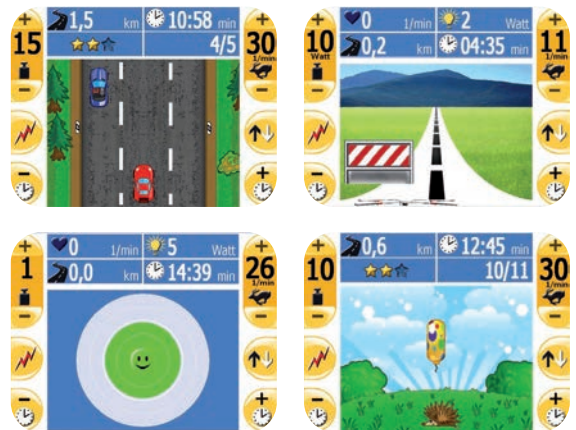 + 1,5 km 10:58 min +
15 4/5 30
1/min
−
−
− +
+ 0 1/min 2 Watt +
10 0,2 km 04:35 min 11
Watt 1/min
−
−
− +
+ 0 1/min 5 Watt +
1 0,0 km 14:39 min 26
1/min
−
−
− +
+ 0,6 km 12:45 min +
10 10/11 30
1/min
−
−
− +